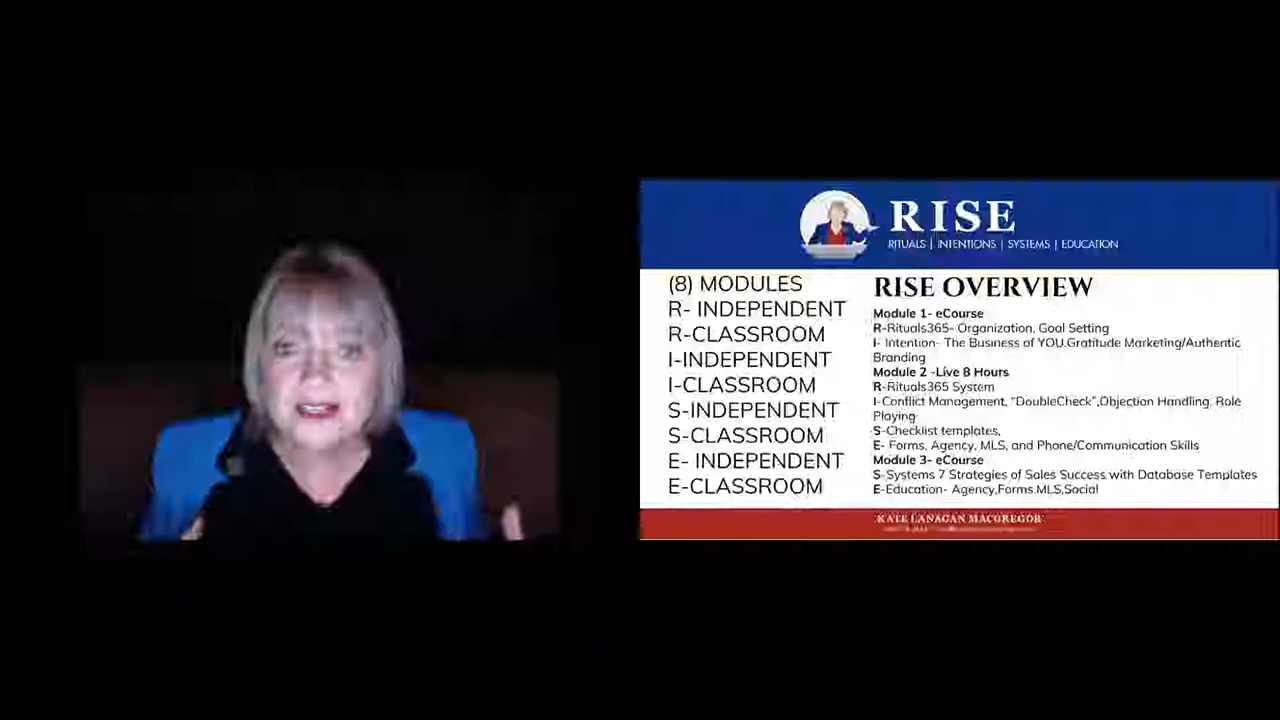 RISE
RITUALS | INTENTIONS | SYSTEMS | EDUCATION
(8) MODULES
R- INDEPENDENT
R-CLASSROOM
I-INDEPENDENT
I-CLASSROOM
S-INDEPENDENT
S-CLASSROOM
E- INDEPENDENT
E-CLASSROOM
RISE OVERVIEW
Module 1- eCourse
R-Rituals365- Organization, Goal Setting
I- Intention- The Business of YOU.Gratitude Marketing/Authentic
Branding
Module 2 -Live 8 Hours
R-Rituals365 System
I-Conflict Management, "DoubleCheck",Objection Handling, Role
Playing
S-Checklist templates,
E- Forms, Agency, MLS, and Phone/Communication Skills
Module 3- eCourse
S-Systems 7 Strategies of Sales Success with Database Templates
E-Education- Agency,Forms.MLS,Social
KATE LANAGAN MACGREGOR